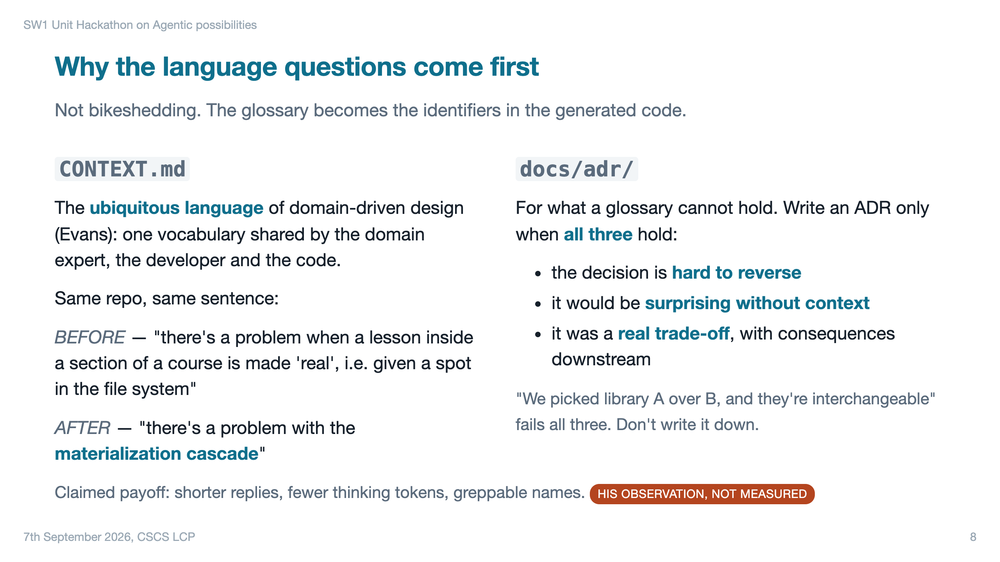 SW1 Unit Hackathon on Agentic possibilities
Why the language questions come first
Not bikeshedding. The glossary becomes the identifiers in the generated code.
CONTEXT.md
The ubiquitous language of domain-driven design
(Evans): one vocabulary shared by the domain
expert, the developer and the code.
Same repo, same sentence:
BEFORE — "there's a problem when a lesson inside
a section of a course is made 'real', i.e. given a spot
in the file system"
AFTER — "there's a problem with the
materialization cascade"
docs/adr/
For what a glossary cannot hold. Write an ADR only
when all three hold:
• the decision is hard to reverse
• it would be surprising without context
• it was a real trade-off, with consequences
downstream
"We picked library A over B, and they're interchangeable"
fails all three. Don't write it down.
Claimed payoff: shorter replies, fewer thinking tokens, greppable names. HIS OBSERVATION, NOT MEASURED
7th September 2026, CSCS LCP
8